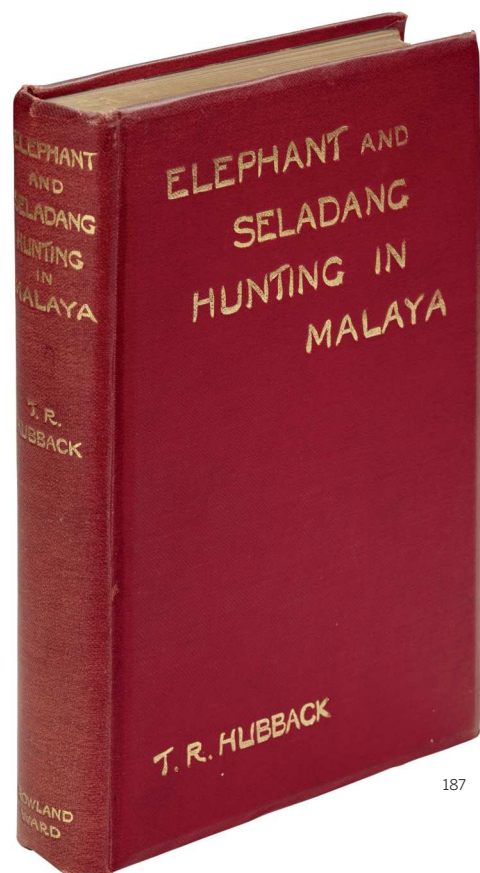 ELEPHANT
AND
SELADANG
HUNTING
IN
MALAYA
T. R.
HUBBACK
ROWLAND
WARD
ELEPHANT AND
SELADANG
HUNTING IN
MALAYA
T. R. HUBBACK
187